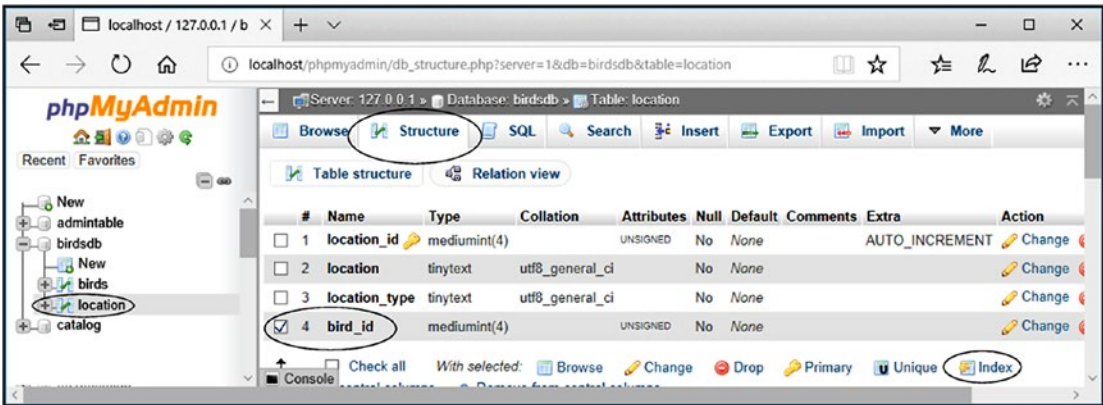 localhost / 127.0.0.1 / b
localhost/phpmyadmin/db_structure.php?server=1&db=birdsdb&table=location
phpMyAdmin
Recent Favorites
New
admintable
birdsdb
New
birds
location
catalog
Server: 127.0.0.1 » Database: birdsdb » Table: location
Browse Structure SQL Search Insert Export Import More
Table structure Relation view
# Name Type Collation Attributes Null Default Comments Extra Action
1 location_id mediumint(4) UNSIGNED No None AUTO_INCREMENT Change
2 location tinytext utf8_general_ci No None Change
3 location_type tinytext utf8_general_ci No None Change
4 bird_id mediumint(4) UNSIGNED No None Change
Check all With selected: Browse Change Drop Primary Unique Index
Console